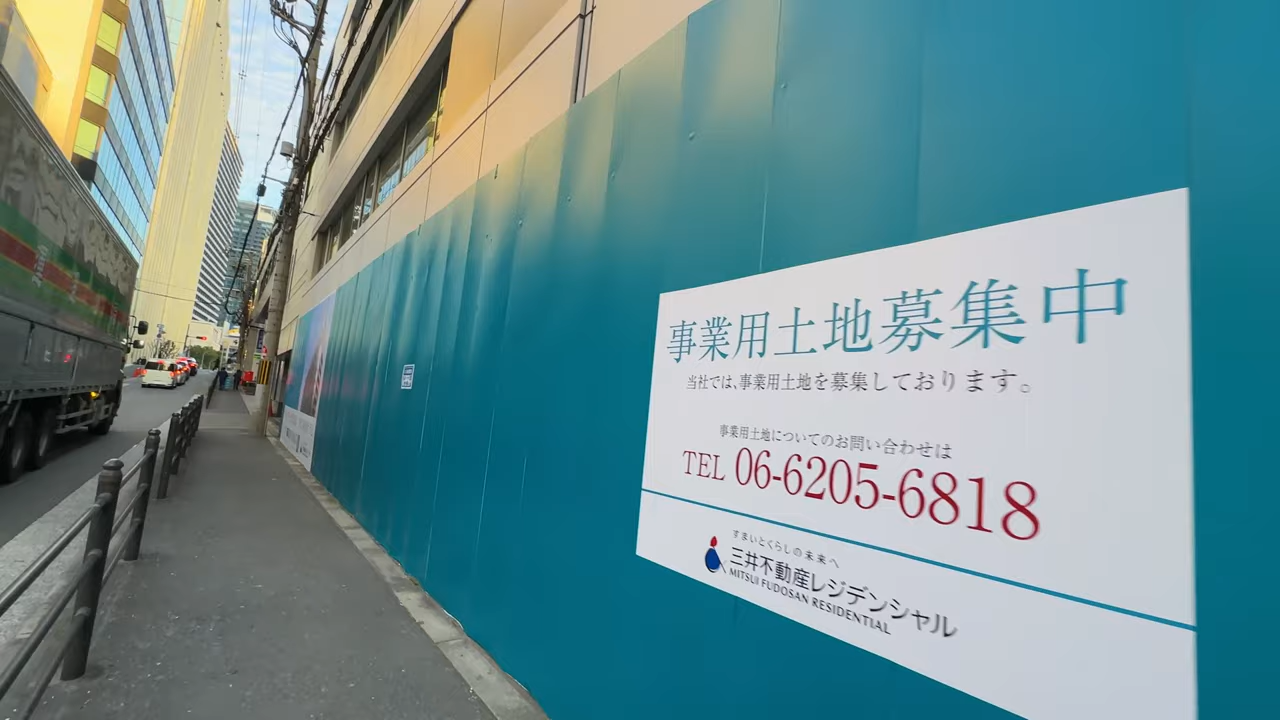 事業用土地募集中
当社では、事業用土地を募集しております。
事業用土地についてのお問い合わせは
TEL 06-6205-6818
すまいとくらしの未来へ
三井不動産レジデンシャル
MITSUI FUDOSAN RESIDENTIAL